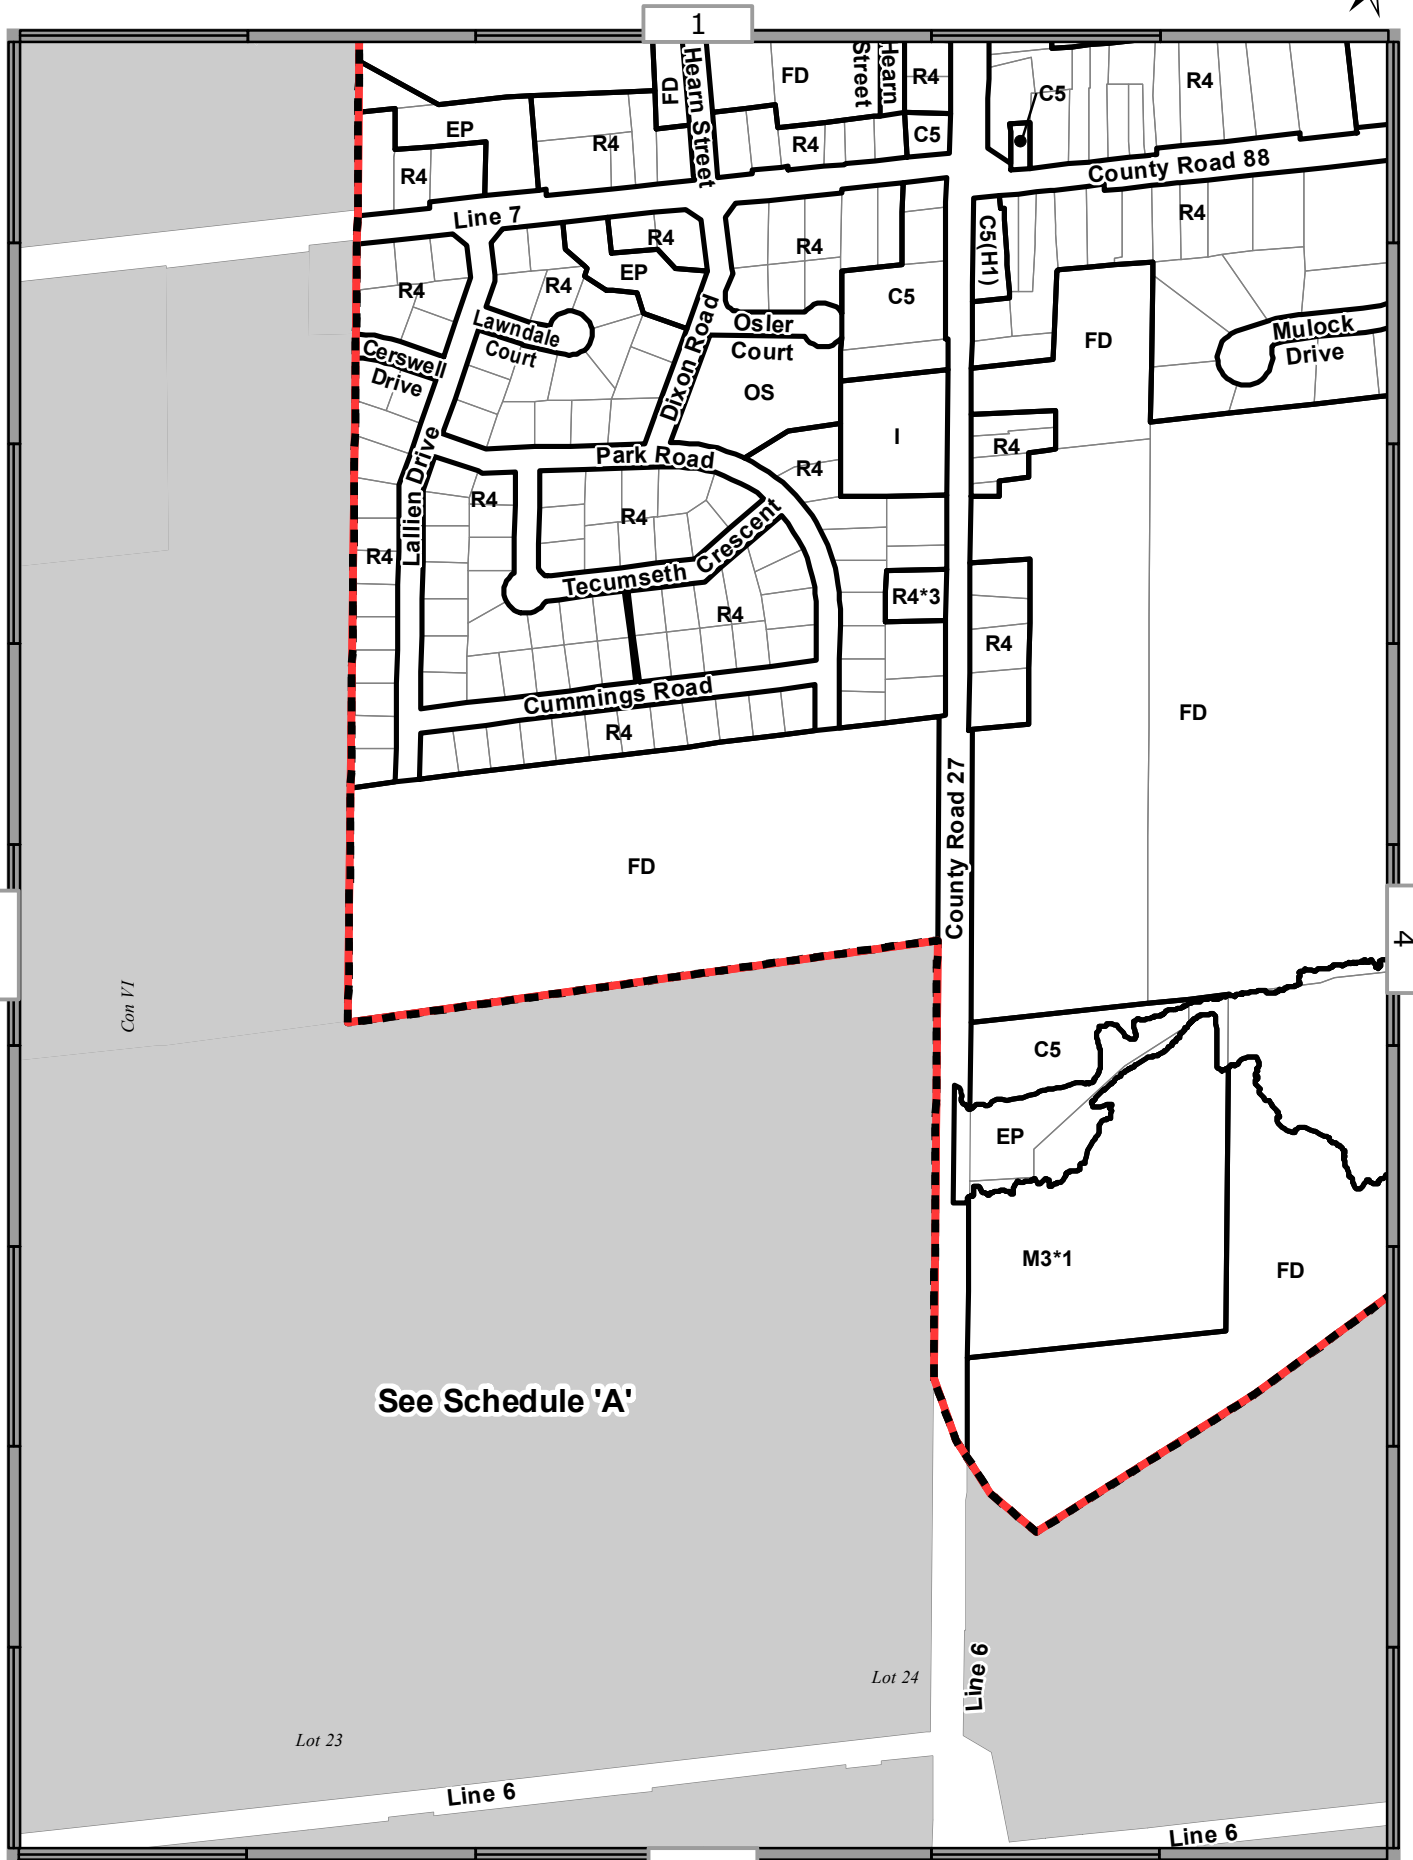 1
Hearn Street
FD
FD
Hearn
Street
R4
C5
R4
EP
R4
R4
C5
R4
County Road 88
Line 7
R4
R4
R4
C5(H1)
R4
R4
EP
R4
C5
Lawndale
Court
Osler
Court
Mulock
Drive
Cerswell
Drive
Dixon Road
OS
FD
I
R4
Park Road
R4
Lallien Drive
R4
R4
R4
Tecumseth Crescent
R4*3
R4
R4
Cummings Road
R4
FD
County Road 27
FD
4
Con VI
C5
EP
M3*1
FD
See Schedule 'A'
Line 6
Lot 24
Lot 23
Line 6
Line 6